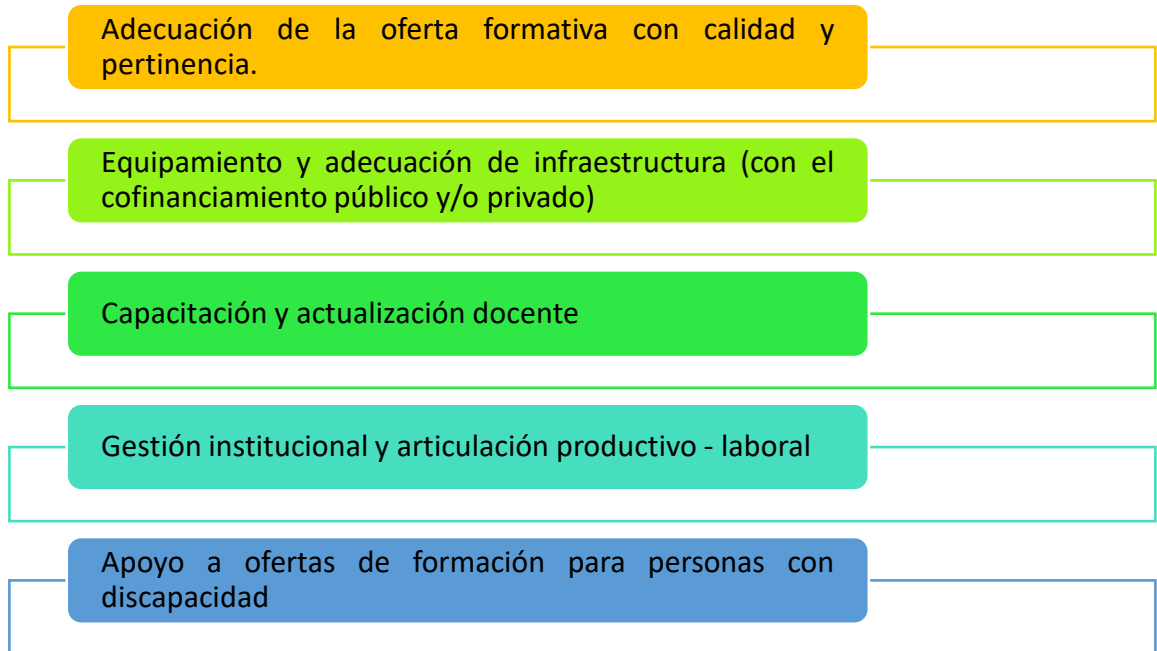 Adecuación de la oferta formativa con calidad y
pertinencia.
Equipamiento y adecuación de infraestructura (con el
cofinanciamiento público y/o privado)
Capacitación y actualización docente
Gestión institucional y articulación productivo - laboral
Apoyo a ofertas de formación para personas con
discapacidad